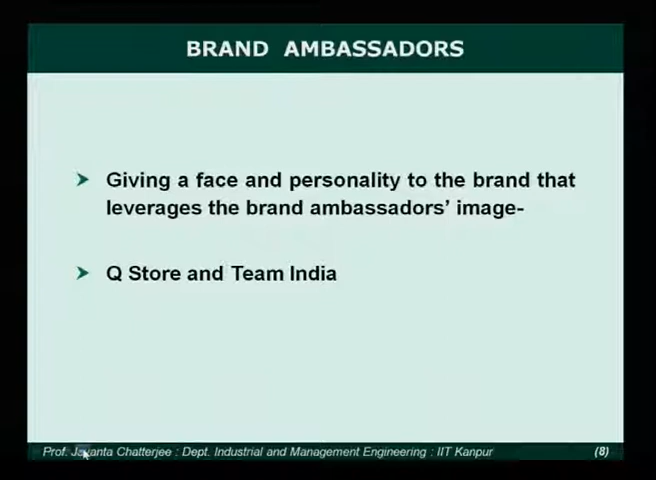 BRAND AMBASSADORS
➤ Giving a face and personality to the brand that
leverages the brand ambassadors’ image-
➤ Q Store and Team India
Prof. Jayanta Chatterjee : Dept. Industrial and Management Engineering : IIT Kanpur (8)